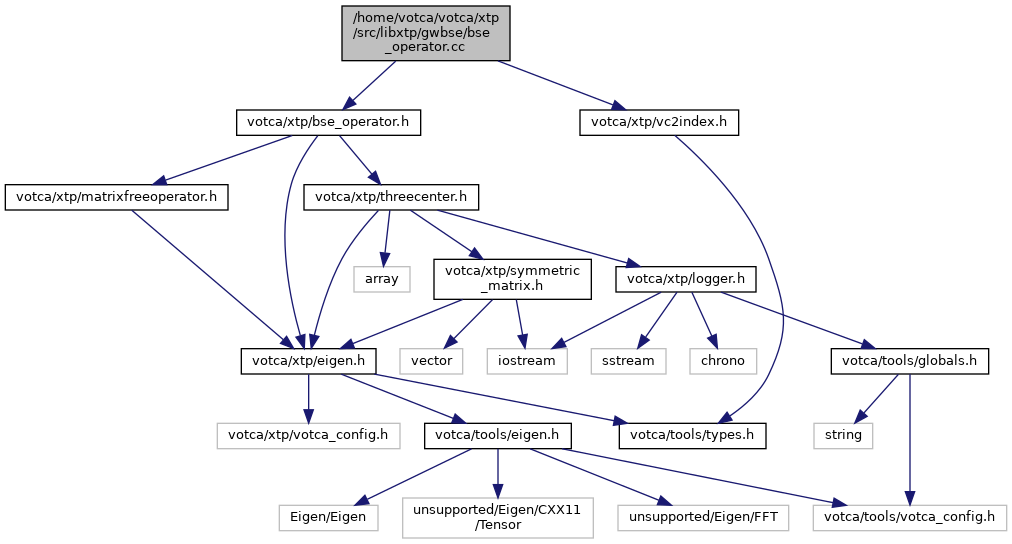 /home/votca/votca/xtp
/src/libxtp/gwbse/bse
_operator.cc
votca/xtp/bse_operator.h
votca/xtp/vc2index.h
votca/xtp/matrixfreeoperator.h
votca/xtp/threecenter.h
array
votca/xtp/symmetric
_matrix.h
votca/xtp/logger.h
votca/xtp/eigen.h
vector
iostream
sstream
chrono
votca/tools/globals.h
votca/xtp/votca_config.h
votca/tools/eigen.h
votca/tools/types.h
string
Eigen/Eigen
unsupported/Eigen/CXX11
/Tensor
unsupported/Eigen/FFT
votca/tools/votca_config.h